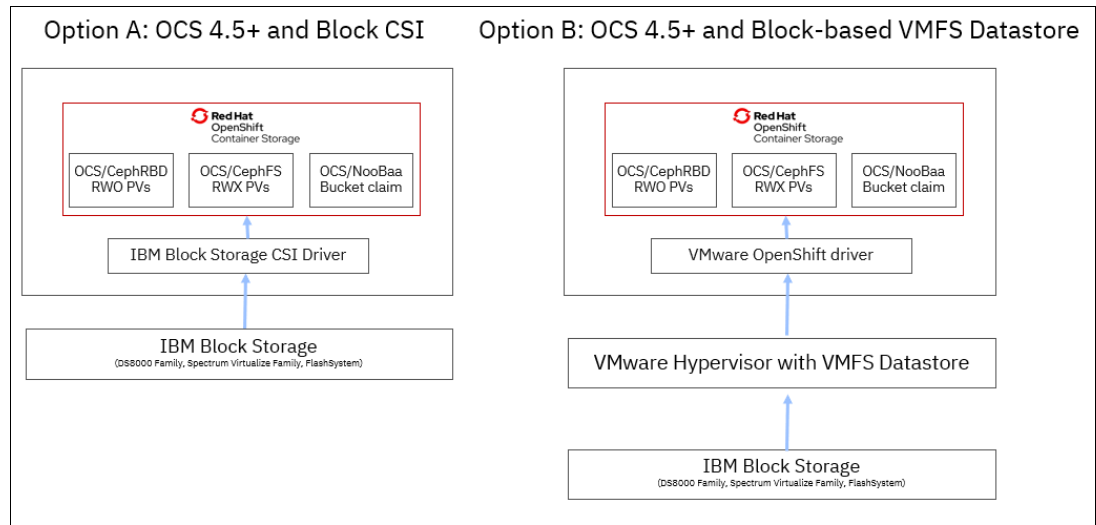 Option A: OCS 4.5+ and Block CSI
Red Hat
OpenShift
Container Storage
OCS/CephRBD
RWO PVs
OCS/CephFS
RWX PVs
OCS/NooBaa
Bucket claim
IBM Block Storage CSI Driver
IBM Block Storage
(DS8000 Family, Spectrum Virtualize Family, FlashSystem)
Option B: OCS 4.5+ and Block-based VMFS Datastore
Red Hat
OpenShift
Container Storage
OCS/CephRBD
RWO PVs
OCS/CephFS
RWX PVs
OCS/NooBaa
Bucket claim
VMware OpenShift driver
VMware Hypervisor with VMFS Datastore
IBM Block Storage
(DS8000 Family, Spectrum Virtualize Family, FlashSystem)